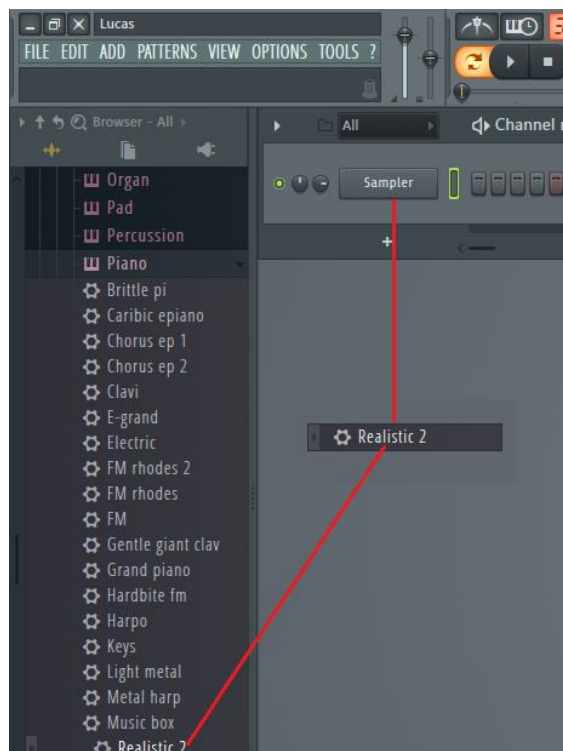 Lucas
FILE EDIT ADD PATTERNS VIEW OPTIONS TOOLS ?
Browser - All
All
Channel
Organ
Pad
Percussion
Piano
Sampler
+
Brittle pi
Caribic epiano
Chorus ep 1
Chorus ep 2
Clavi
E-grand
Electric
FM rhodes 2
FM rhodes
FM
Gentle giant clav
Grand piano
Hardbite fm
Harpo
Keys
Light metal
Metal harp
Music box
Realistic 2
Realistic 2